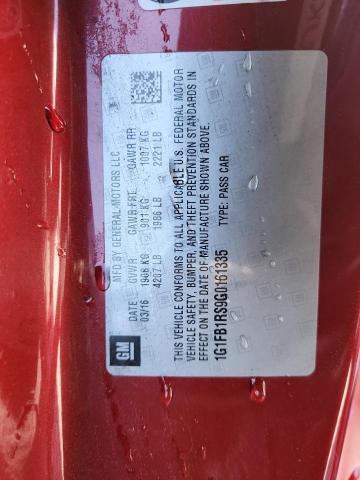 GM
MFD BY GENERAL MOTORS LLC
DATE GVWR GAWR FRT GAWR RR
03/16 1908 KG 901 KG 1007 KG
4207 LB 1986 LB 2221 LB
THIS VEHICLE CONFORMS TO ALL APPLICABLE U.S. FEDERAL MOTOR
VEHICLE SAFETY, BUMPER, AND THEFT PREVENTION STANDARDS IN
EFFECT ON THE DATE OF MANUFACTURE SHOWN ABOVE.
1G1FB1RS9G0161335 TYPE: PASS CAR